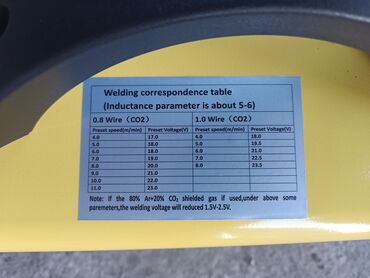 Welding correspondence table
(Inductance parameter is about 5-6)
0.8 Wire（CO2） 1.0 Wire（CO2）
Preset speed(m/min) Preset Voltage(V) Preset speed(m/min) Preset Voltage(V)
4.0 17.0 4.0 18.0
5.0 18.0 5.0 19.5
6.0 18.0 6.0 21.0
7.0 19.0 7.0 22.5
8.0 20.0 8.0 23.5
9.0 21.0
10.0 22.0
11.0 23.0
Note: If the 80% Ar+20% CO₂ shielded gas if used,under above some
paremeters,the welding voltage will reduced 1.5V-2.5V.